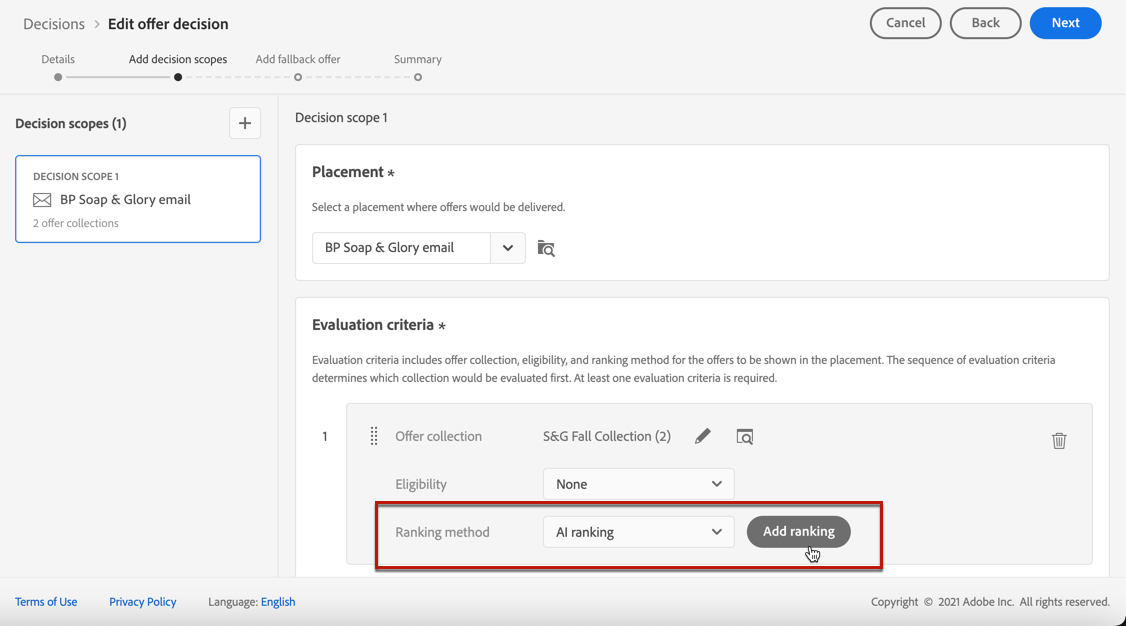 Decisions > Edit offer decision
Cancel
Back
Next
Details
Add decision scopes
Add fallback offer
Summary
Decision scopes (1)
+
DECISION SCOPE 1
BP Soap & Glory email
2 offer collections
Decision scope 1
Placement *
Select a placement where offers would be delivered.
BP Soap & Glory email
Evaluation criteria *
Evaluation criteria includes offer collection, eligibility, and ranking method for the offers to be shown in the placement. The sequence of evaluation criteria
determines which collection would be evaluated first. At least one evaluation criteria is required.
1
Offer collection
S&G Fall Collection (2)
Eligibility
None
Ranking method
AI ranking
Add ranking
Terms of Use
Privacy Policy
Language: English
Copyright © 2021 Adobe Inc. All rights reserved.